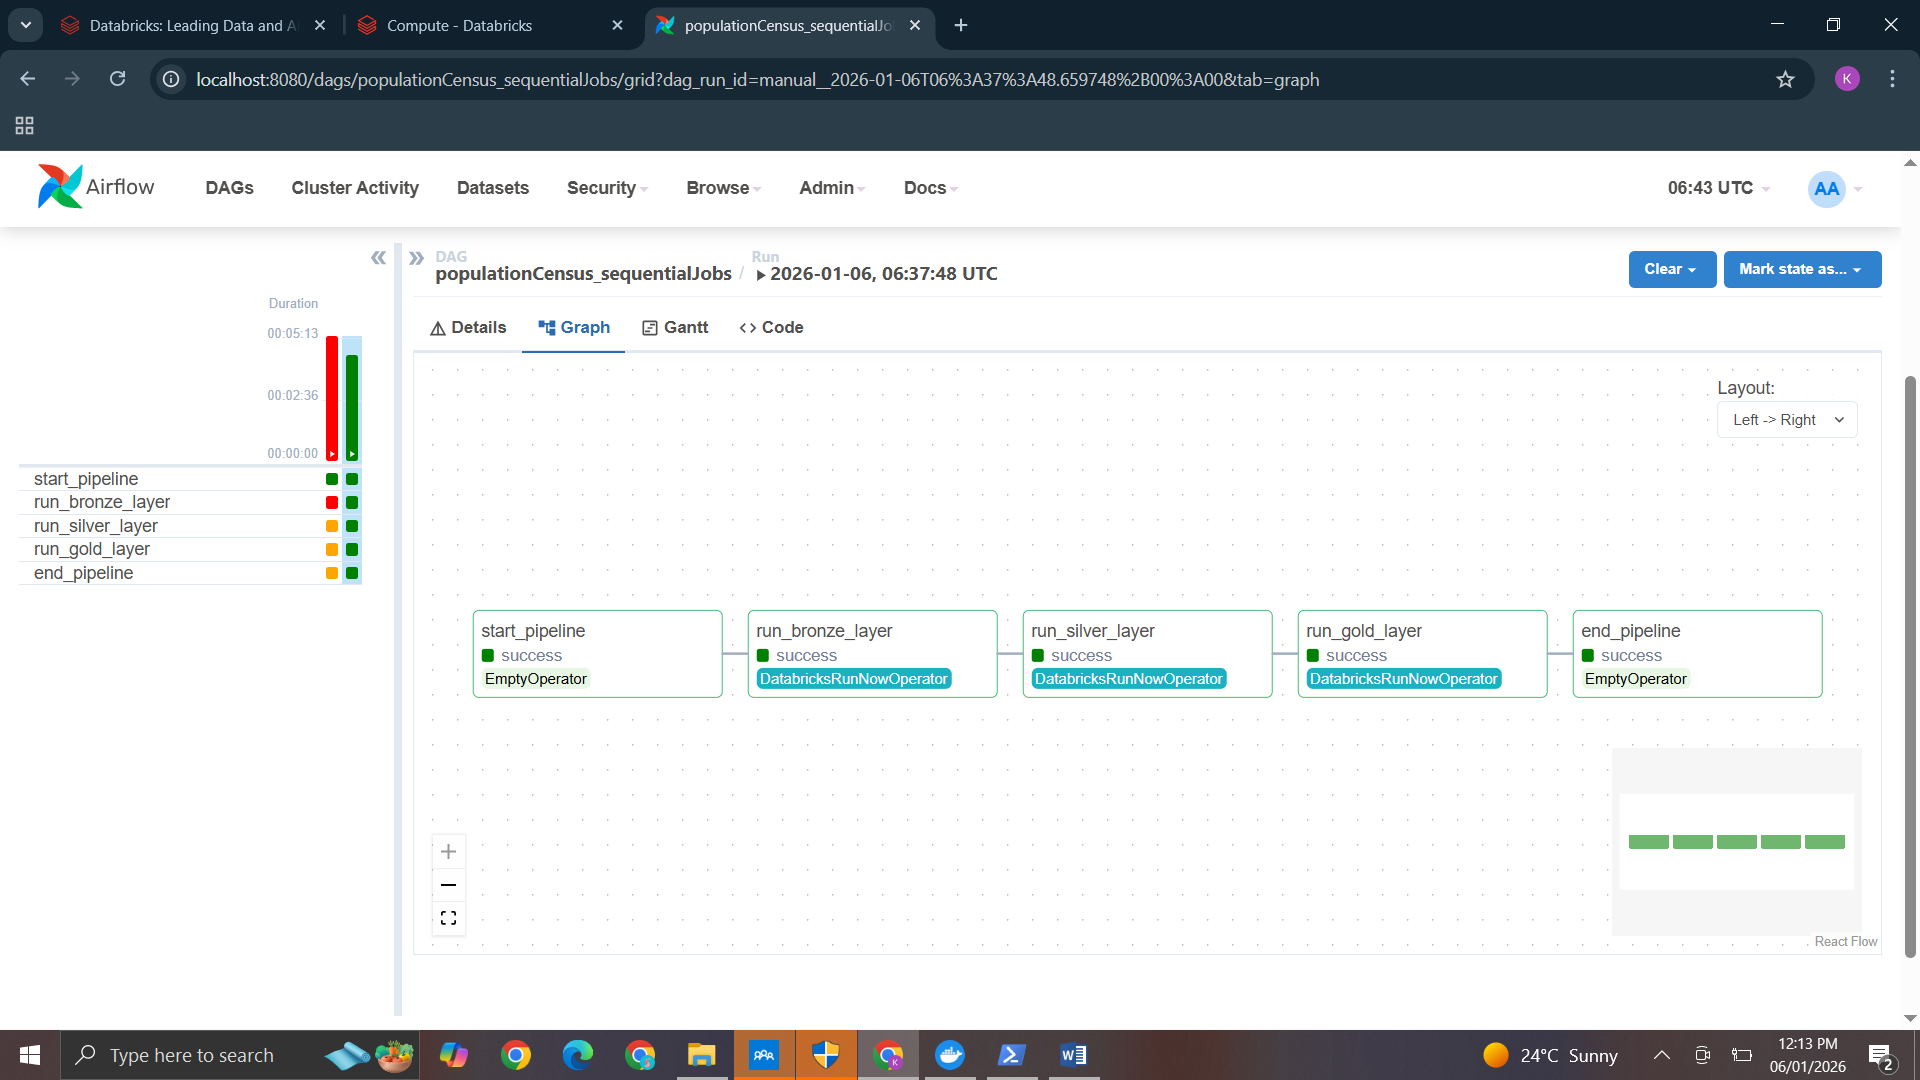 Databricks: Leading Data and A
Compute - Databricks
populationCensus_sequentialJo
localhost:8080/dags/populationCensus_sequentialJobs/grid?dag_run_id=manual__2026-01-06T06%3A37%3A48.659748%2B00%3A00&tab=graph
K
Airflow
DAGs
Cluster Activity
Datasets
Security
Browse
Admin
Docs
06:43 UTC
AA
DAG
populationCensus_sequentialJobs
/
Run
2026-01-06, 06:37:48 UTC
Clear
Mark state as...
Duration
00:05:13
00:02:36
00:00:00
start_pipeline
run_bronze_layer
run_silver_layer
run_gold_layer
end_pipeline
Details
Graph
Gantt
Code
Layout:
Left -> Right
start_pipeline
success
EmptyOperator
run_bronze_layer
success
DatabricksRunNowOperator
run_silver_layer
success
DatabricksRunNowOperator
run_gold_layer
success
DatabricksRunNowOperator
end_pipeline
success
EmptyOperator
React Flow
Type here to search
K
24°C Sunny
12:13 PM
06/01/2026
2